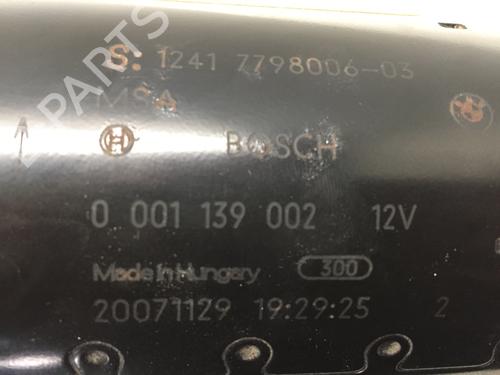 S: 1241 7798006-03
MSA
BOSCH
0 001 139 002 12V
Made in Hungary 300
20071129 19:29:25 2